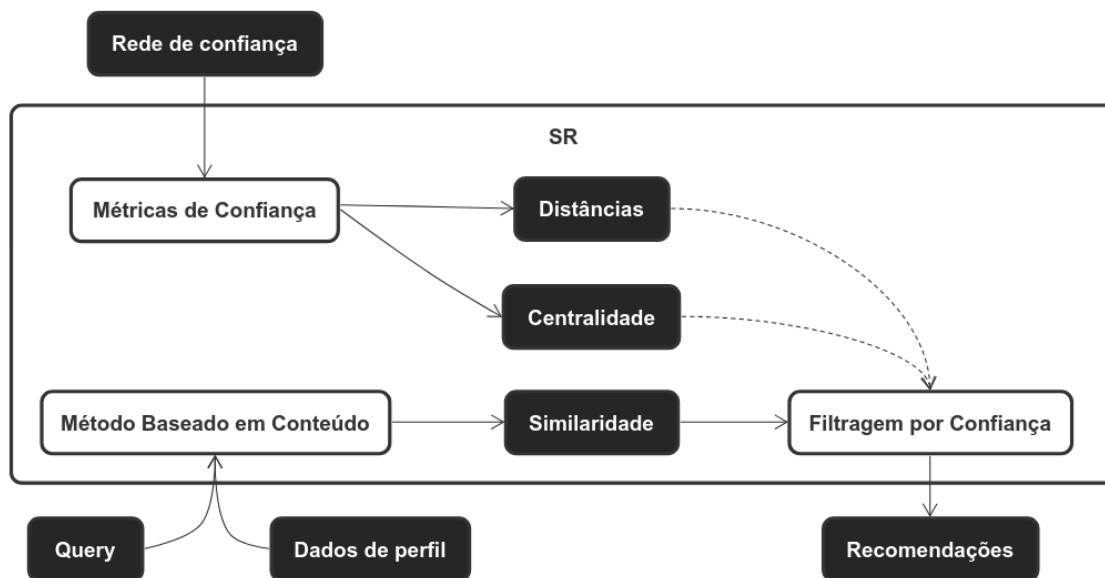 Rede de confiança
SR
Métricas de Confiança
Distâncias
Centralidade
Método Baseado em Conteúdo
Similaridade
Filtragem por Confiança
Query
Dados de perfil
Recomendações